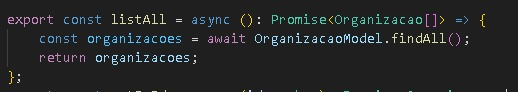 export const listAll = async (): Promise<Organizacao[]> => {
    const organizacoes = await OrganizacaoModel.findAll();
    return organizacoes;
};